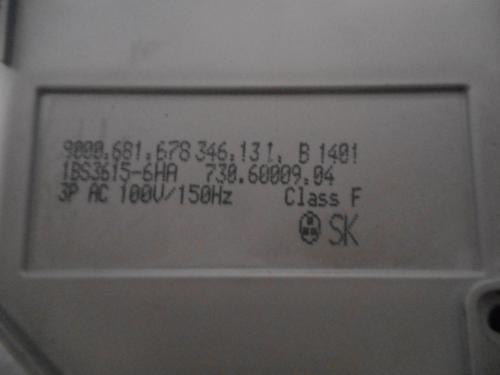 9000.681.678 346.131. B 1401
1BS3615-6HA 730.60009.04
3P AC 100V/150Hz Class F
SK